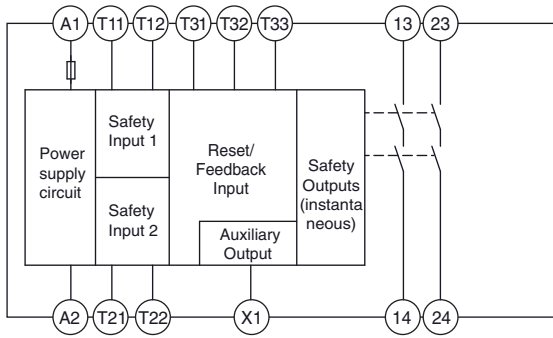 A1 T11 T12 T31 T32 T33 13 23
Power
supply
circuit
Safety
Input 1
Safety
Input 2
Reset/
Feedback
Input
Auxiliary
Output
Safety
Outputs
(instanta
neous)
A2 T21 T22 X1 14 24